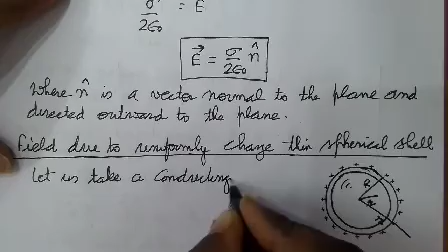 σ/2ε₀ = E
E⃗ = σ/2ε₀ n̂
Where n̂ is a vector normal to the plane and
directed outward to the plane.
Field due to uniformly charge thin spherical shell
Let us take a conducting
R